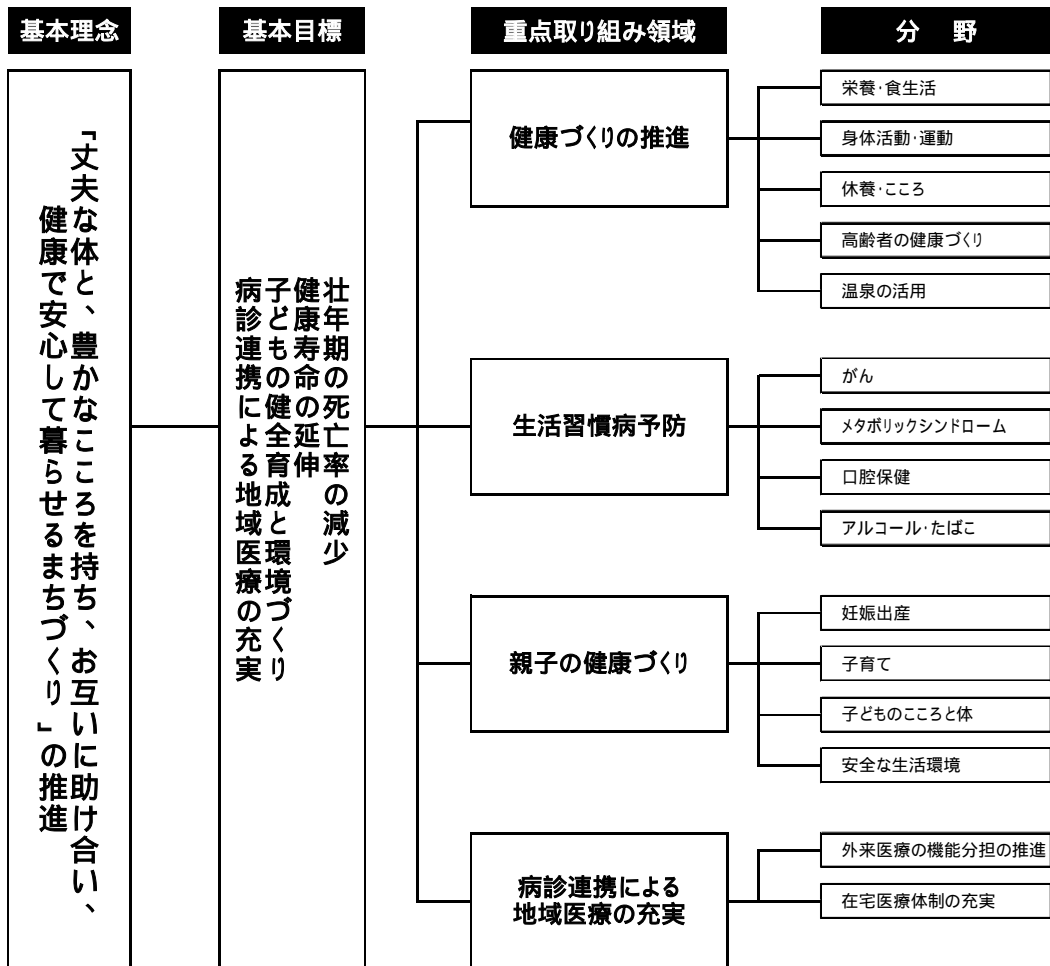 基本理念
基本目標
重点取り組み領域
分 野
「丈夫な体と、豊かなこころを持ち、お互いに助け合い、
健康で安心して暮らせるまちづくり」の推進
壮年期の死亡率の減少
健康寿命の延伸
子どもの健全育成と環境づくり
病診連携による地域医療の充実
健康づくりの推進
栄養・食生活
身体活動・運動
休養・こころ
高齢者の健康づくり
温泉の活用
生活習慣病予防
がん
メタボリックシンドローム
口腔保健
アルコール・たばこ
親子の健康づくり
妊娠出産
子育て
子どものこころと体
安全な生活環境
病診連携による
地域医療の充実
外来医療の機能分担の推進
在宅医療体制の充実